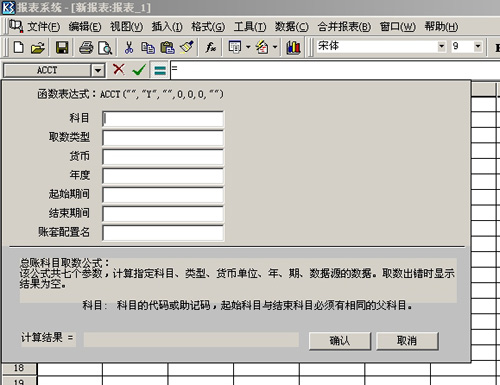 报表系统 - [新报表:报表_1]
文件(F) 编辑(E) 视图(V) 插入(I) 格式(G) 工具(T) 数据(C) 合并报表(B) 窗口(W) 帮助(H)
宋体 9
ACCT =
函数表达式:ACCT("","Y","",0,0,0,"")
科目
取数类型
货币
年度
起始期间
结束期间
账套配置名
总账科目取数公式:
该公式共七个参数,计算指定科目、类型、货币单位、年、期、数据源的数据。取数出错时显示
结果为空。
科目: 科目的代码或助记码,起始科目与结束科目必须有相同的父科目。
计算结果 = 确认 取消
18
19